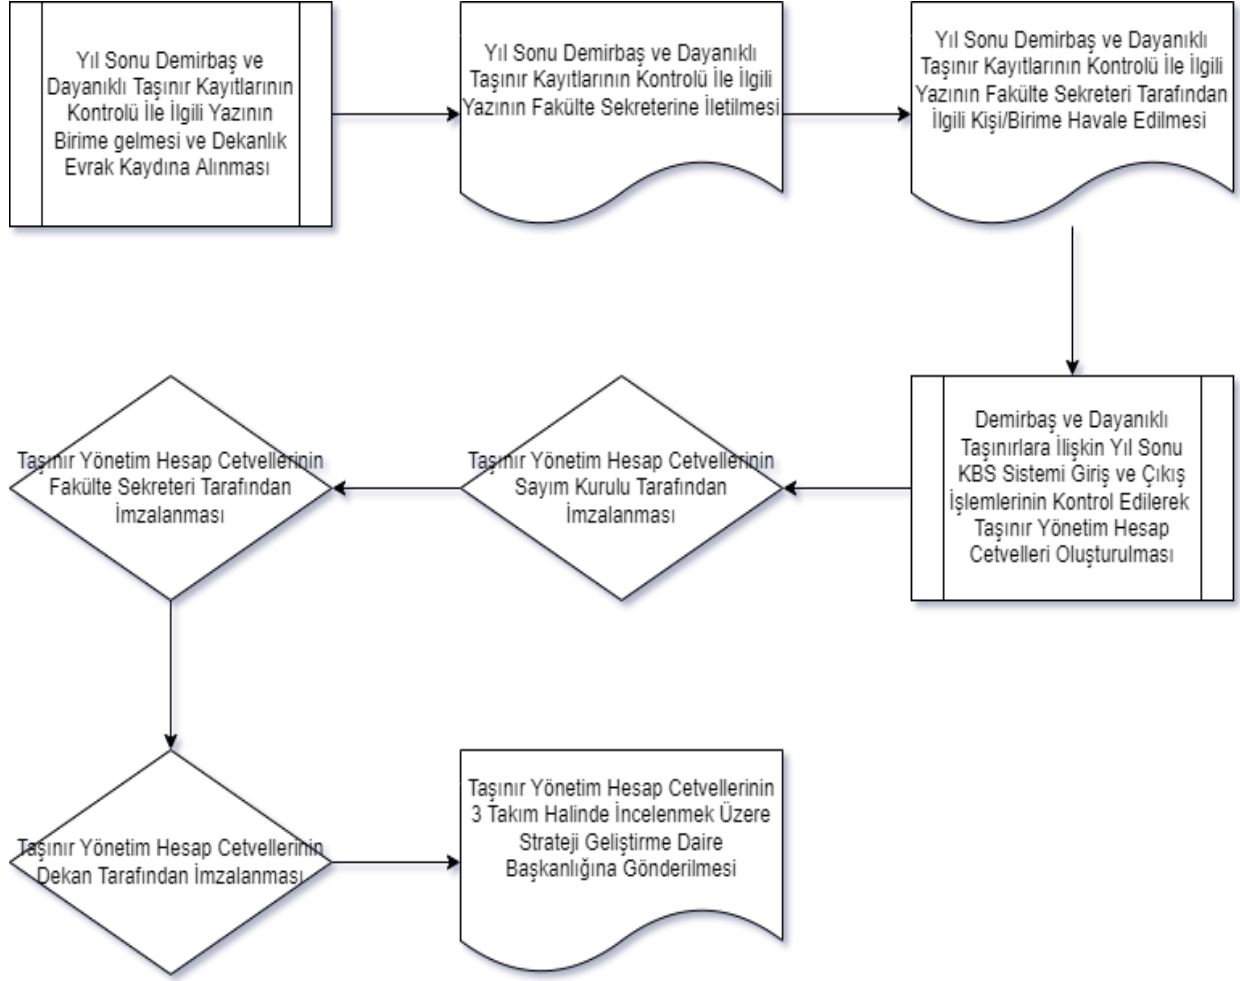 Yıl Sonu Demirbaş ve
Dayanıklı Taşınır Kayıtlarının
Kontrolü İle İlgili Yazının
Birime gelmesi ve Dekanlık
Evrak Kaydına Alınması
Yıl Sonu Demirbaş ve Dayanıklı
Taşınır Kayıtlarının Kontrolü İle İlgili
Yazının Fakülte Sekreterine İletilmesi
Yıl Sonu Demirbaş ve Dayanıklı
Taşınır Kayıtlarının Kontrolü İle İlgili
Yazının Fakülte Sekreteri Tarafından
İlgili Kişi/Birime Havale Edilmesi
Demirbaş ve Dayanıklı
Taşınırlara İlişkin Yıl Sonu
KBS Sistemi Giriş ve Çıkış
İşlemlerinin Kontrol Edilerek
Taşınır Yönetim Hesap
Cetvelleri Oluşturulması
Taşınır Yönetim Hesap Cetvellerinin
Sayım Kurulu Tarafından
İmzalanması
Taşınır Yönetim Hesap Cetvellerinin
Fakülte Sekreteri Tarafından
İmzalanması
Taşınır Yönetim Hesap Cetvellerinin
Dekan Tarafından İmzalanması
Taşınır Yönetim Hesap Cetvellerinin
3 Takım Halinde İncelenmek Üzere
Strateji Geliştirme Daire
Başkanlığına Gönderilmesi